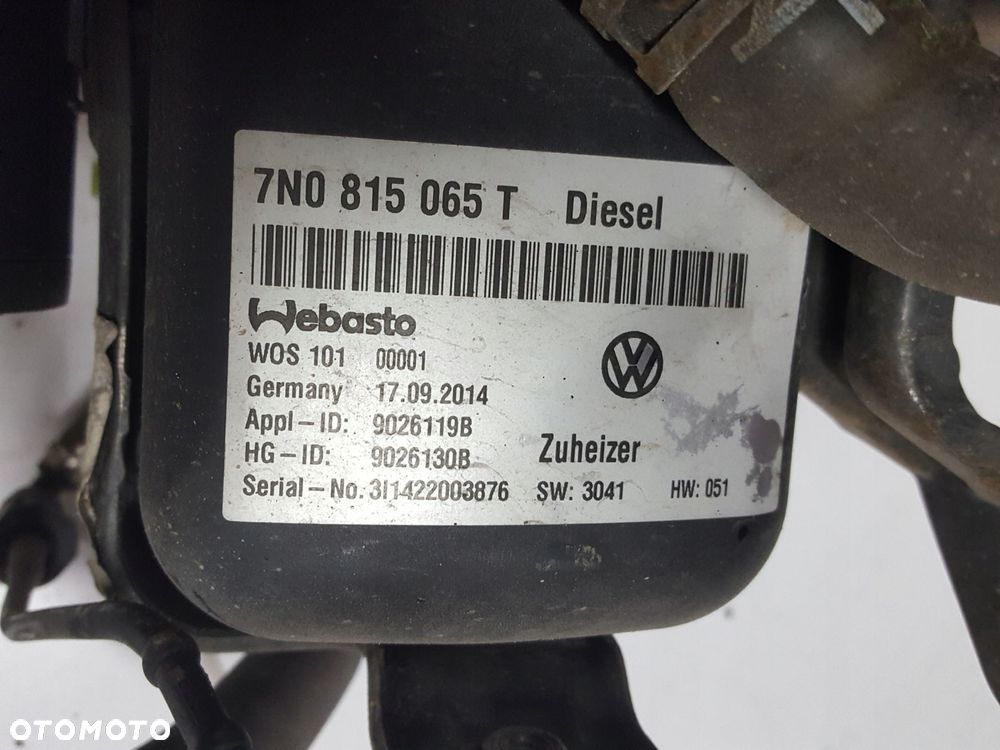 7N0 815 065 T Diesel
Webasto
WOS 101 00001
Germany 17.09.2014
Appl-ID: 9026119B
HG-ID: 9026130B Zuheizer
Serial-No. 3I1422003876 SW: 3041 HW: 051
OTOMOTO